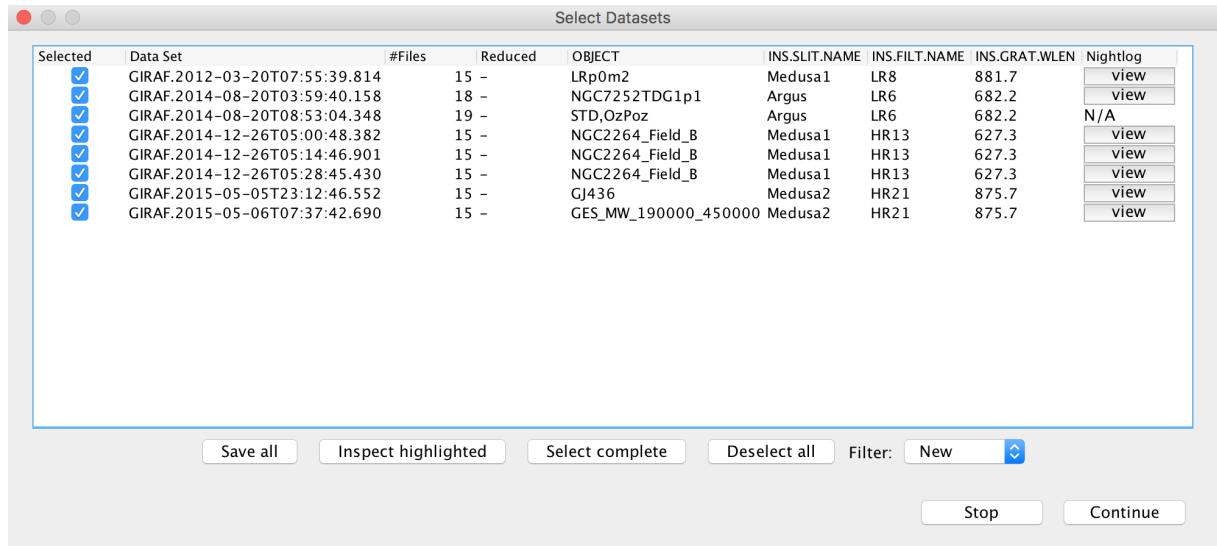 Select Datasets
Selected Data Set #Files Reduced OBJECT INS.SLIT.NAME INS.FILT.NAME INS.GRAT.WLEN Nightlog
GIRAF.2012-03-20T07:55:39.814 15 - LRp0m2 Medusa1 LR8 881.7 view
GIRAF.2014-08-20T03:59:40.158 18 - NGC7252TDG1p1 Argus LR6 682.2 view
GIRAF.2014-08-20T08:53:04.348 19 - STD,OzPoz Argus LR6 682.2 N/A
GIRAF.2014-12-26T05:00:48.382 15 - NGC2264_Field_B Medusa1 HR13 627.3 view
GIRAF.2014-12-26T05:14:46.901 15 - NGC2264_Field_B Medusa1 HR13 627.3 view
GIRAF.2014-12-26T05:28:45.430 15 - NGC2264_Field_B Medusa1 HR13 627.3 view
GIRAF.2015-05-05T23:12:46.552 15 - GJ436 Medusa2 HR21 875.7 view
GIRAF.2015-05-06T07:37:42.690 15 - GES_MW_190000_450000 Medusa2 HR21 875.7 view
Save all Inspect highlighted Select complete Deselect all Filter: New
Stop Continue